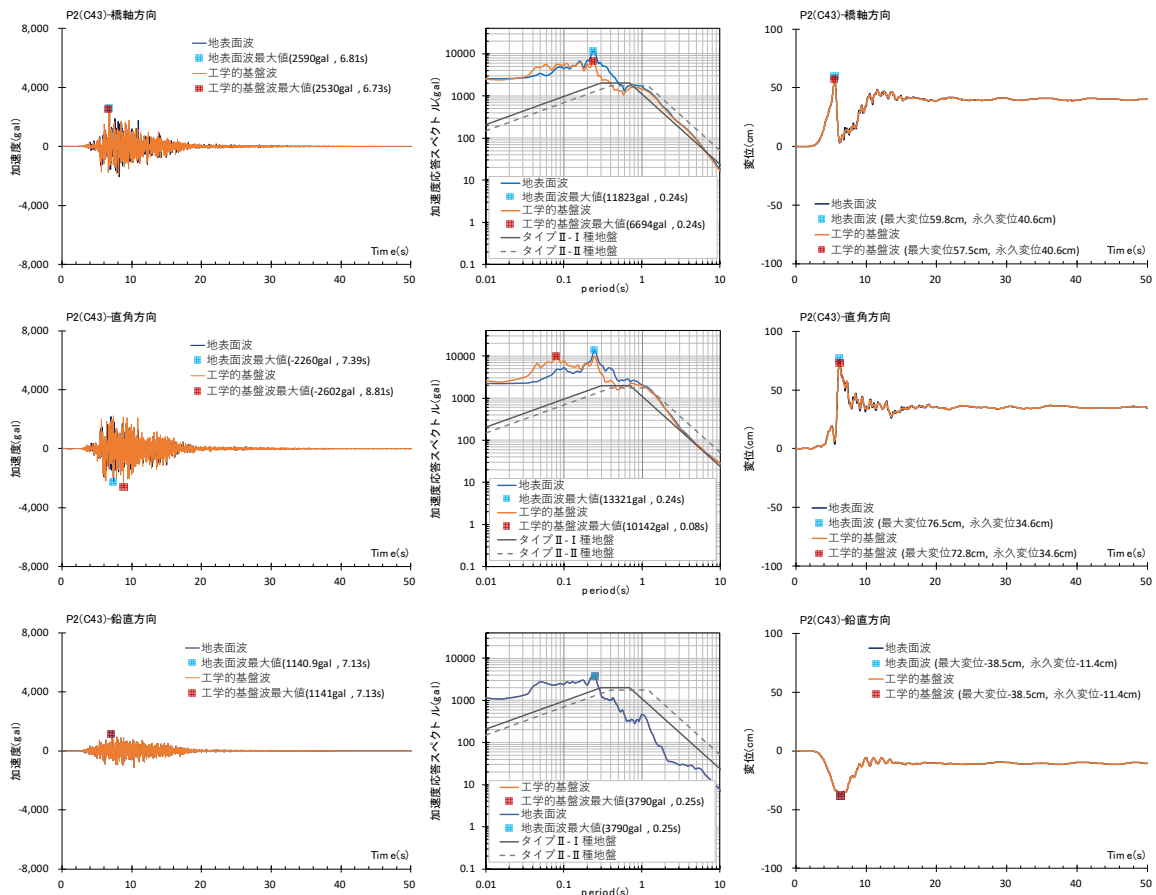 P2(C43)-橋軸方向
8,000
4,000
0
-4,000
-8,000
加速度(gal)
地表面波
地表面波最大値(2590gal , 6.81s)
工学的基盤波
工学的基盤波最大値(2530gal , 6.73s)
Time(s)
0 10 20 30 40 50
加速度応答スペクトル(gal)
10000
1000
100
10
1
0.1
地表面波
地表面波最大値(11823gal , 0.24s)
工学的基盤波
工学的基盤波最大値(6694gal , 0.24s)
タイプⅡ-Ⅰ種地盤
タイプⅡ-Ⅱ種地盤
0.01 0.1 1 10
period(s)
P2(C43)-橋軸方向
100
50
0
-50
-100
変位(cm)
地表面波
地表面波 (最大変位59.8cm, 永久変位40.6cm)
工学的基盤波
工学的基盤波 (最大変位57.5cm, 永久変位40.6cm)
Time(s)
0 10 20 30 40 50
P2(C43)-直角方向
8,000
4,000
0
-4,000
-8,000
加速度(gal)
地表面波
地表面波最大値(-2260gal , 7.39s)
工学的基盤波
工学的基盤波最大値(-2602gal , 8.81s)
Time(s)
0 10 20 30 40 50
加速度応答スペクトル(gal)
10000
1000
100
10
1
0.1
地表面波
地表面波最大値(13321gal , 0.24s)
工学的基盤波
工学的基盤波最大値(10142gal , 0.08s)
タイプⅡ-Ⅰ種地盤
タイプⅡ-Ⅱ種地盤
0.01 0.1 1 10
period(s)
P2(C43)-直角方向
100
50
0
-50
-100
変位(cm)
地表面波
地表面波 (最大変位76.5cm, 永久変位34.6cm)
工学的基盤波
工学的基盤波 (最大変位72.8cm, 永久変位34.6cm)
Time(s)
0 10 20 30 40 50
P2(C43)-鉛直方向
8,000
4,000
0
-4,000
-8,000
加速度(gal)
地表面波
地表面波最大値(1140.9gal , 7.13s)
工学的基盤波
工学的基盤波最大値(1141gal , 7.13s)
Time(s)
0 10 20 30 40 50
加速度応答スペクトル(gal)
10000
1000
100
10
1
0.1
工学的基盤波
工学的基盤波最大値(3790gal , 0.25s)
地表面波
地表面波最大値(3790gal , 0.25s)
タイプⅡ-Ⅰ種地盤
タイプⅡ-Ⅱ種地盤
0.01 0.1 1 10
period(s)
P2(C43)-鉛直方向
100
50
0
-50
-100
変位(cm)
地表面波
地表面波 (最大変位-38.5cm, 永久変位-11.4cm)
工学的基盤波
工学的基盤波 (最大変位-38.5cm, 永久変位-11.4cm)
Time(s)
0 10 20 30 40 50